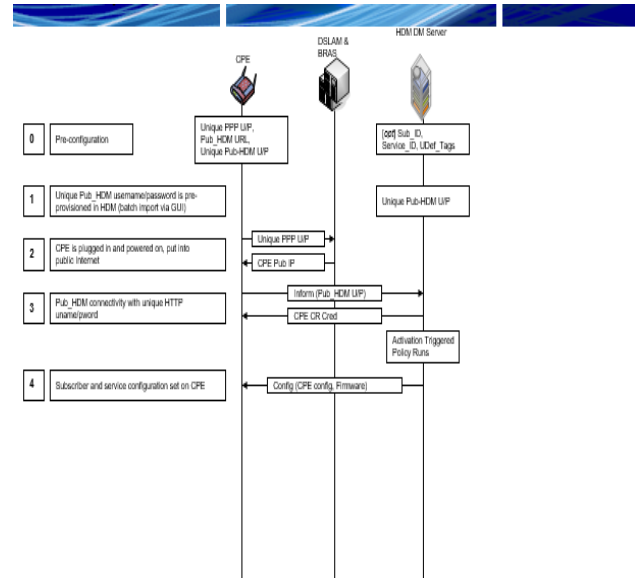 HDM DM Server
DSLAM &
BRAS
CPE
0
Pre-configuration
Unique PPP U/P,
Pub_HDM URL,
Unique Pub-HDM U/P
[opt] Sub_ID,
Service_ID, UDef_Tags
1
Unique Pub_HDM username/password is pre-
provisioned in HDM (batch import via GUI)
Unique Pub-HDM U/P
2
CPE is plugged in and powered on, put into
public Internet
Unique PPP U/P
CPE Pub IP
3
Pub_HDM connectivity with unique HTTP
uname/pword
Inform (Pub_HDM U/P)
CPE CR Cred
Activation Triggered
Policy Runs
4
Subscriber and service configuration set on CPE
Config (CPE config, Firmware)